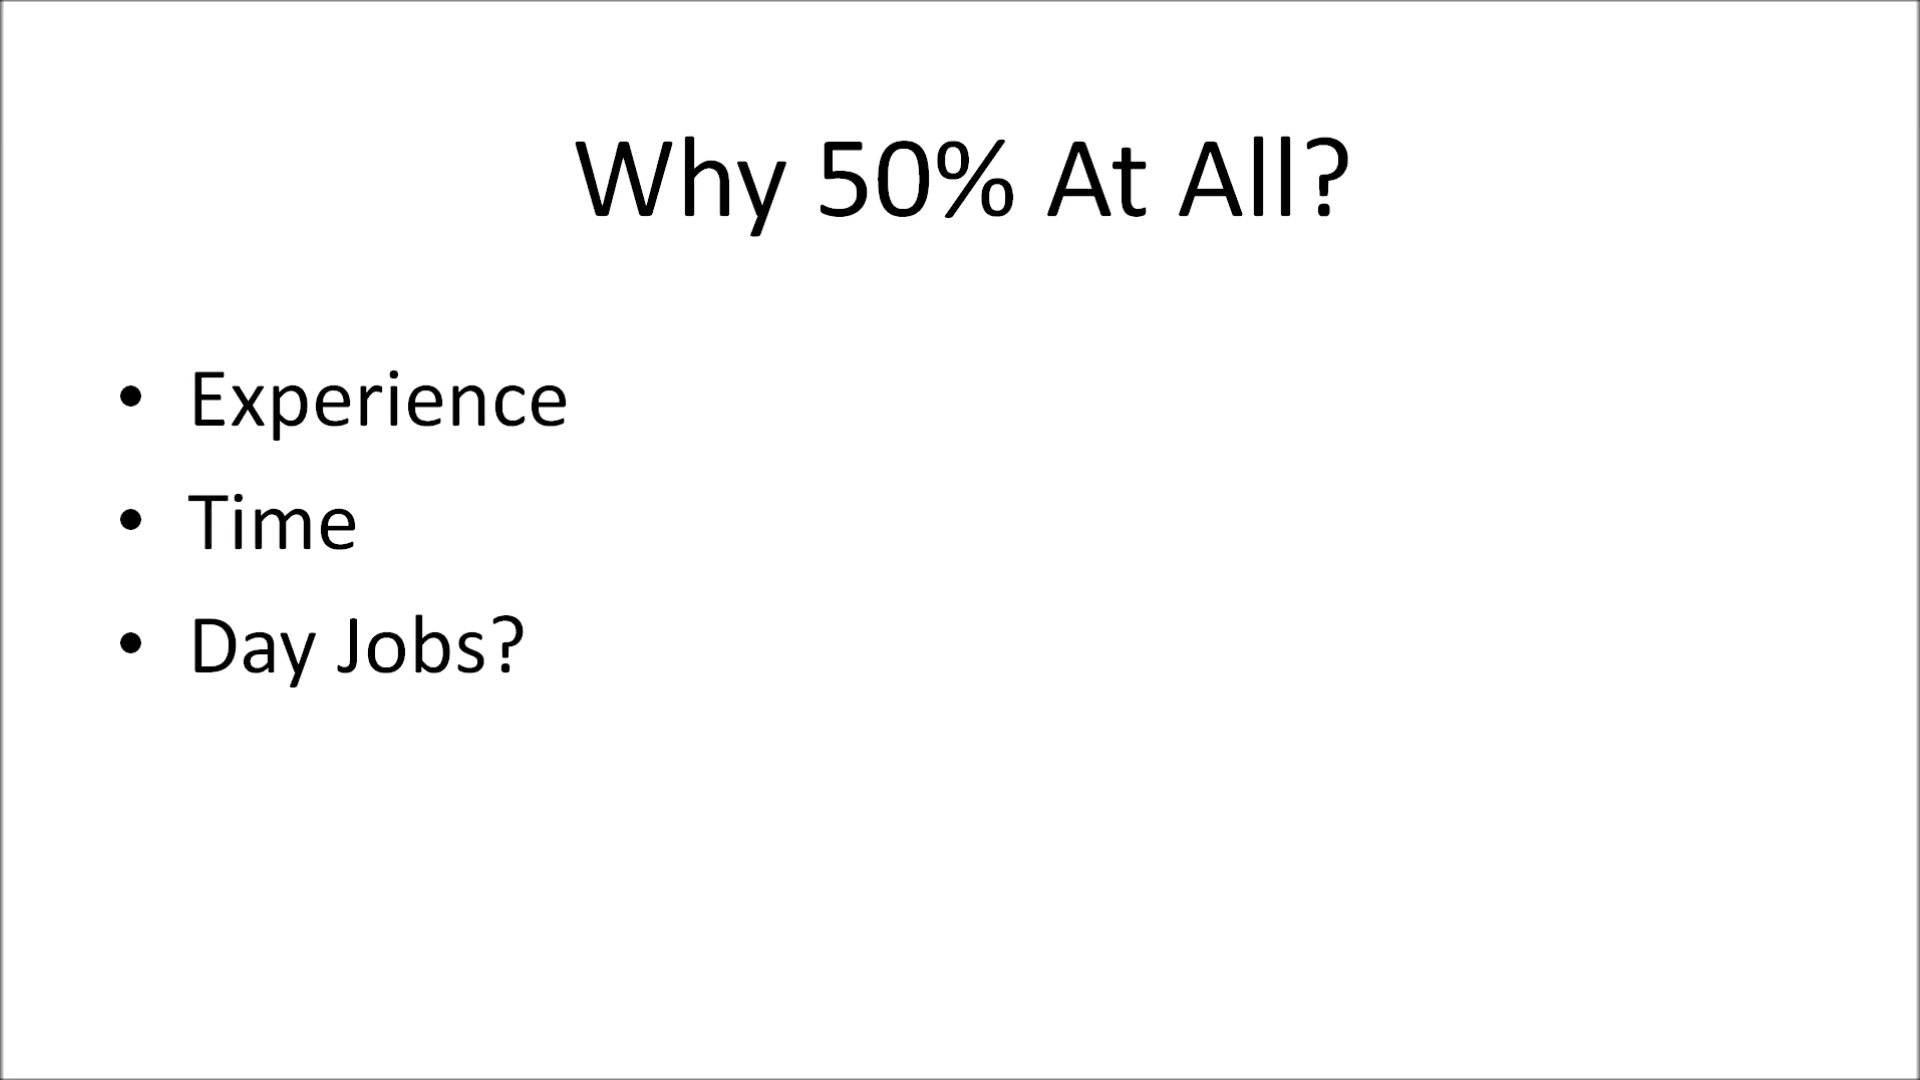 Why 50% At All?
• Experience
• Time
• Day Jobs?